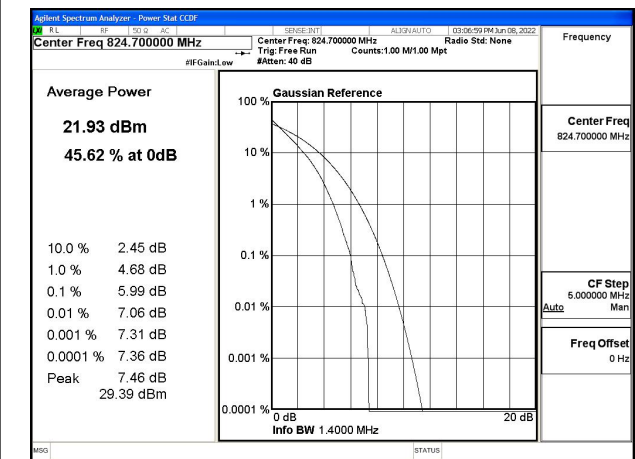 Agilent Spectrum Analyzer - Power Stat CCDF
LXI RL RF 50 Ω AC SENSE:INT ALIGN AUTO 03:06:59 PM Jun 08, 2022
Center Freq 824.700000 MHz
Center Freq: 824.700000 MHz Radio Std: None
Trig: Free Run Counts:1.00 M/1.00 Mpt
#IFGain:Low #Atten: 40 dB
Frequency
Average Power
21.93 dBm
45.62 % at 0dB
10.0 % 2.45 dB
1.0 % 4.68 dB
0.1 % 5.99 dB
0.01 % 7.06 dB
0.001 % 7.31 dB
0.0001 % 7.36 dB
Peak 7.46 dB
29.39 dBm
Gaussian Reference
100 %
10 %
1 %
0.1 %
0.01 %
0.001 %
0.0001 %
0 dB 20 dB
Info BW 1.4000 MHz
Center Freq
824.700000 MHz
CF Step
5.000000 MHz
Auto Man
Freq Offset
0 Hz
MSG STATUS